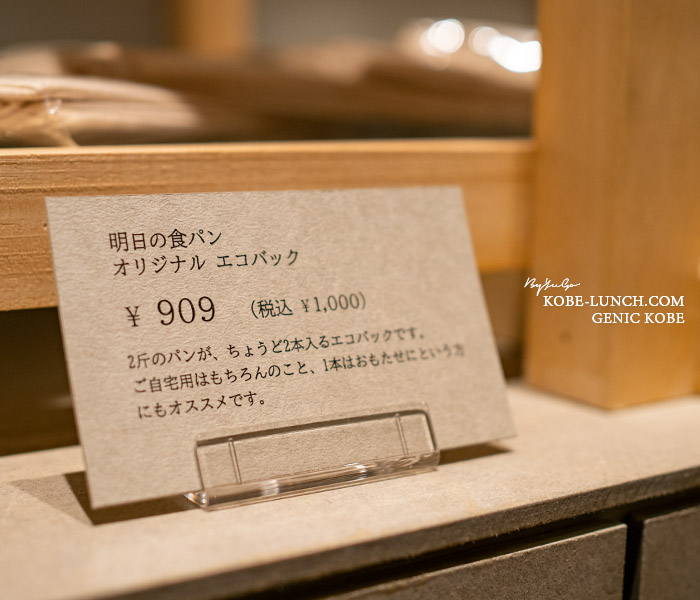 明日の食パン
オリジナル エコバック
¥ 909 (税込 ¥1,000)
2斤のパンが、ちょうど2本入るエコバックです。
ご自宅用はもちろんのこと、1本はおもたせにという方
にもオススメです。
ByYuGo
KOBE-LUNCH.COM
GENIC KOBE